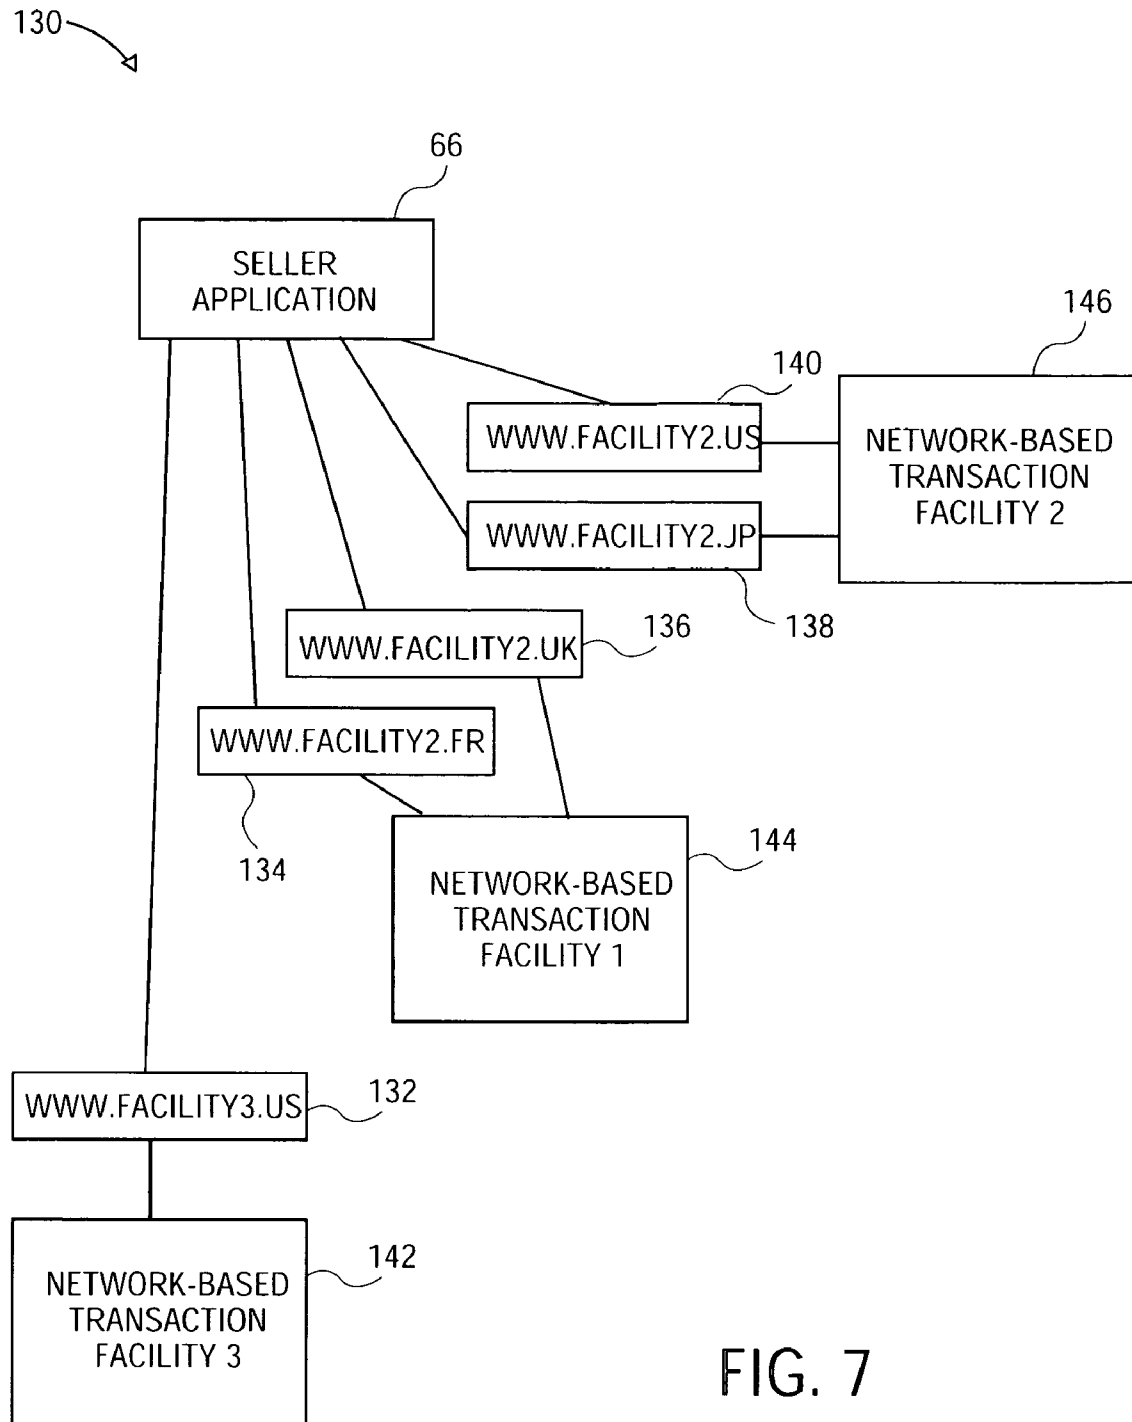 130
66
SELLER
APPLICATION
146
140
WWW.FACILITY2.US
NETWORK-BASED
TRANSACTION
FACILITY 2
WWW.FACILITY2.JP
138
136
WWW.FACILITY2.UK
WWW.FACILITY2.FR
134
144
NETWORK-BASED
TRANSACTION
FACILITY 1
132
WWW.FACILITY3.US
142
NETWORK-BASED
TRANSACTION
FACILITY 3
FIG. 7